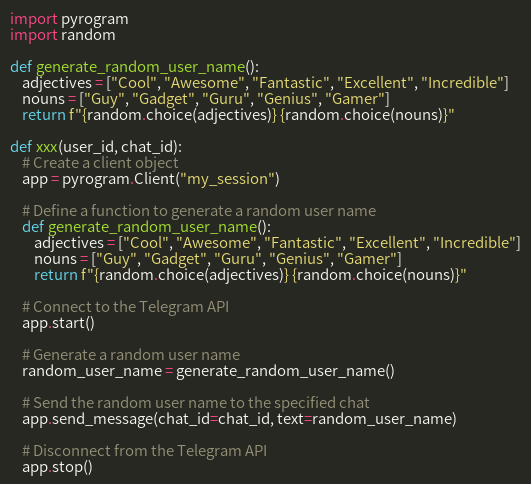 import pyrogram
import random
def generate_random_user_name():
adjectives = ["Cool", "Awesome", "Fantastic", "Excellent", "Incredible"]
nouns = ["Guy", "Gadget", "Guru", "Genius", "Gamer"]
return f"{random.choice(adjectives)} {random.choice(nouns)}"
def xxx(user_id, chat_id):
# Create a client object
app = pyrogram.Client("my_session")
# Define a function to generate a random user name
def generate_random_user_name():
adjectives = ["Cool", "Awesome", "Fantastic", "Excellent", "Incredible"]
nouns = ["Guy", "Gadget", "Guru", "Genius", "Gamer"]
return f"{random.choice(adjectives)} {random.choice(nouns)}"
# Connect to the Telegram API
app.start()
# Generate a random user name
random_user_name = generate_random_user_name()
# Send the random user name to the specified chat
app.send_message(chat_id=chat_id, text=random_user_name)
# Disconnect from the Telegram API
app.stop()